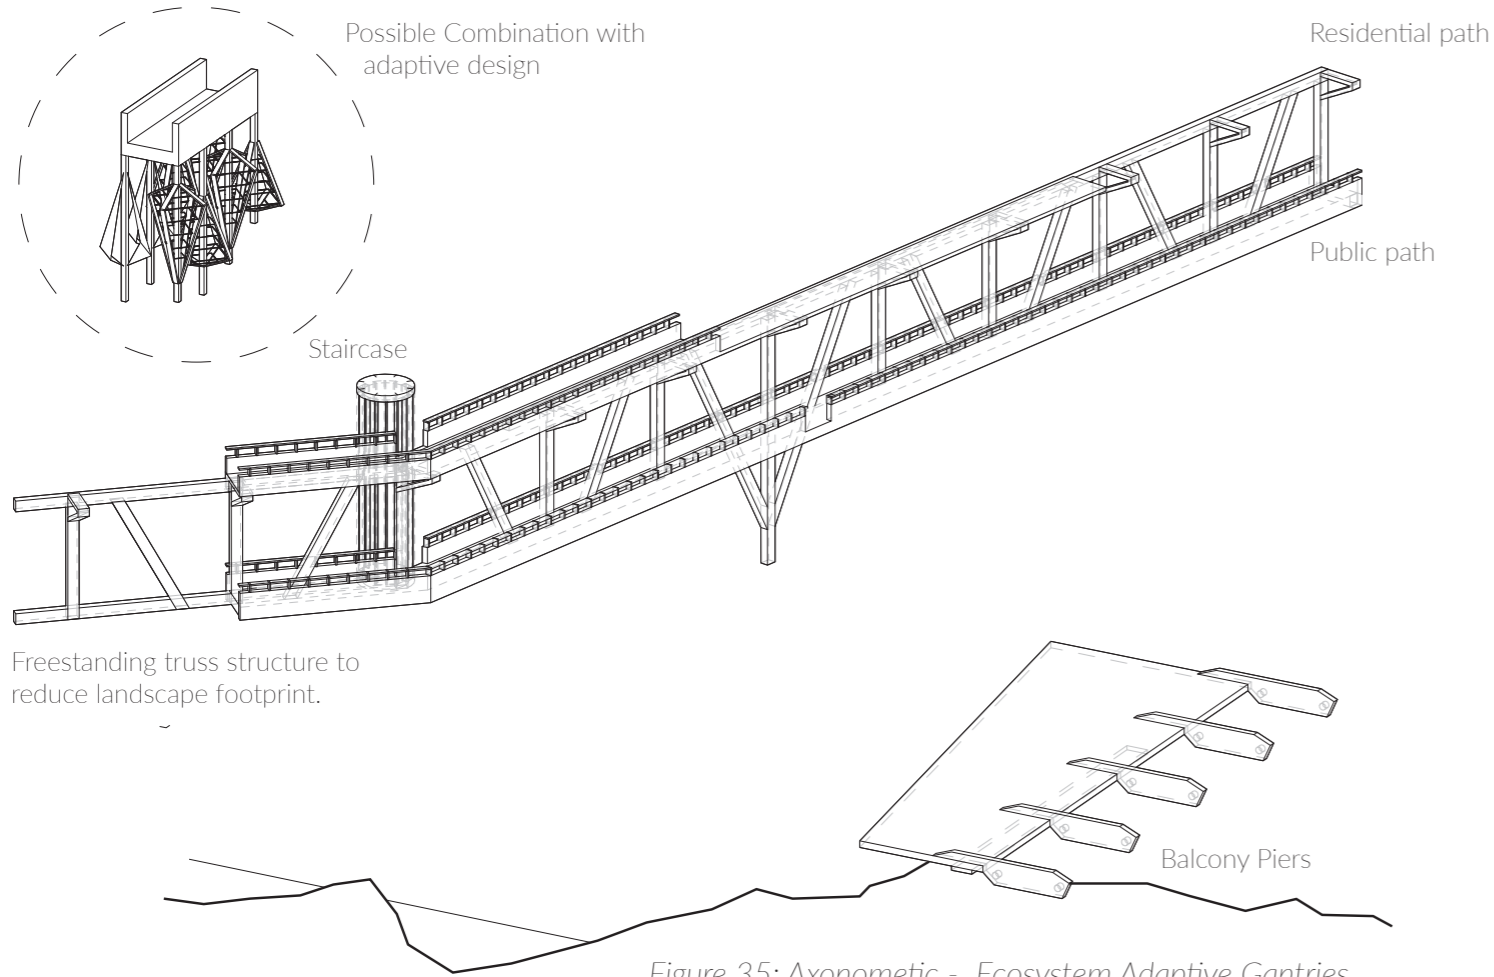 Possible Combination with
adaptive design
Residential path
Public path
Staircase
Freestanding truss structure to
reduce landscape footprint.
Balcony Piers
Figure 35: Axonometic - Ecosystem Adaptive Gantries